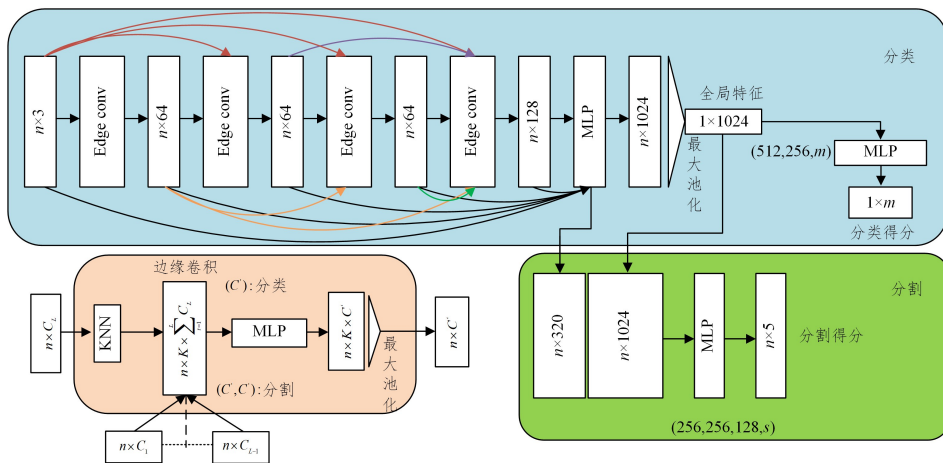 分类
n×3
Edge conv
n×64
Edge conv
n×64
Edge conv
n×64
Edge conv
n×128
MLP
n×1024
最大池化
全局特征
1×1024
(512,256,m)
MLP
1×m
分类得分
边缘卷积
(C'):分类
n×C_L
KNN
n×K×∑_{l=1}^{L}C_L
MLP
n×K×C'
最大池化
n×C'
(C',C'):分割
n×C_1
n×C_{L-1}
分割
n×320
n×1024
MLP
n×5
分割得分
(256,256,128,s)